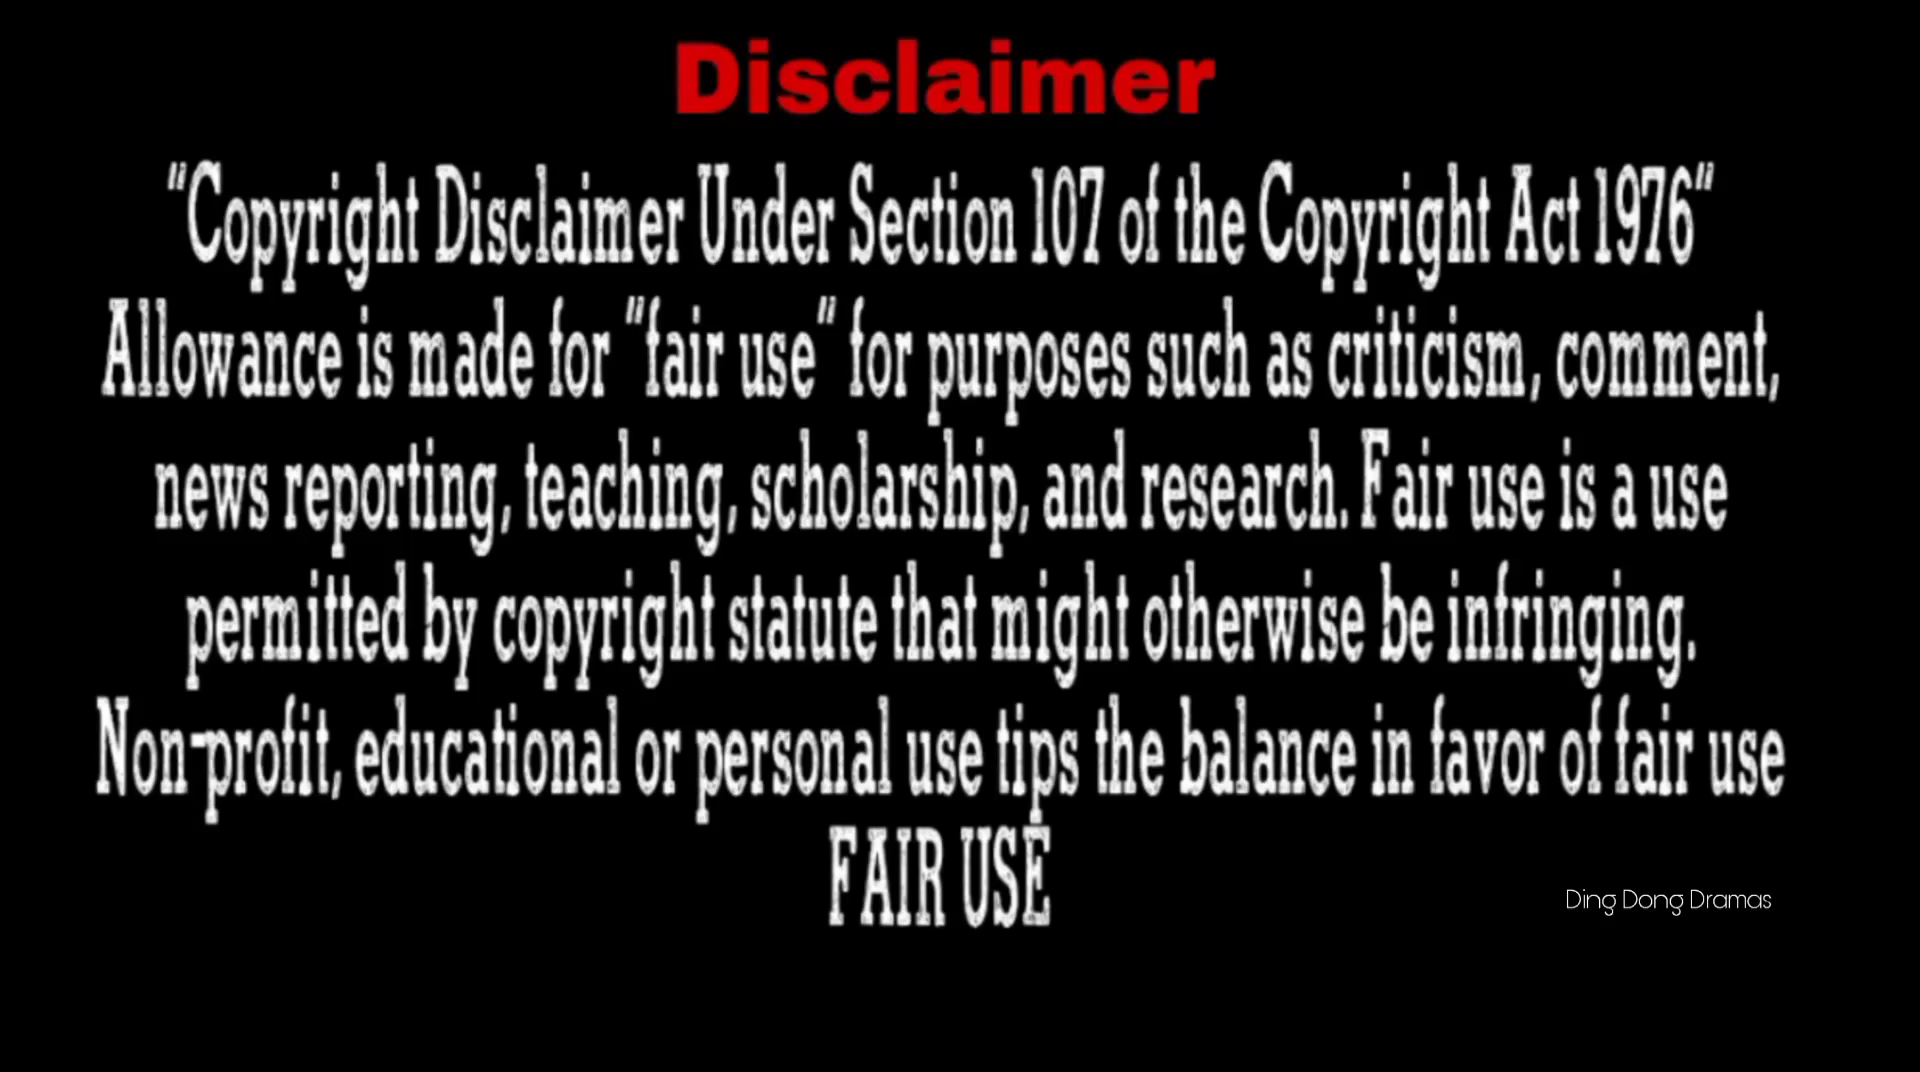 Disclaimer
"Copyright Disclaimer Under Section 107 of the Copyright Act 1976"
Allowance is made for "fair use" for purposes such as criticism, comment,
news reporting, teaching, scholarship, and research. Fair use is a use
permitted by copyright statute that might otherwise be infringing.
Non-profit, educational or personal use tips the balance in favor of fair use
FAIR USE
Ding Dong Dramas